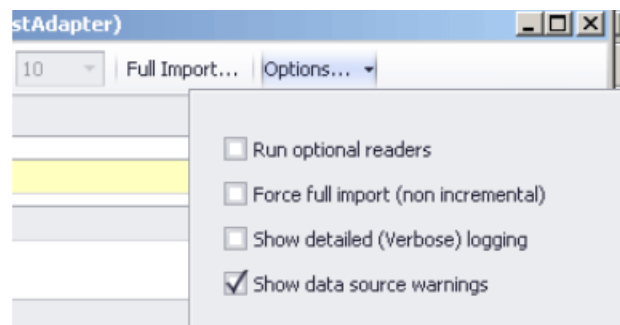 stAdapter)
10 Full Import... Options...
Run optional readers
Force full import (non incremental)
Show detailed (Verbose) logging
Show data source warnings